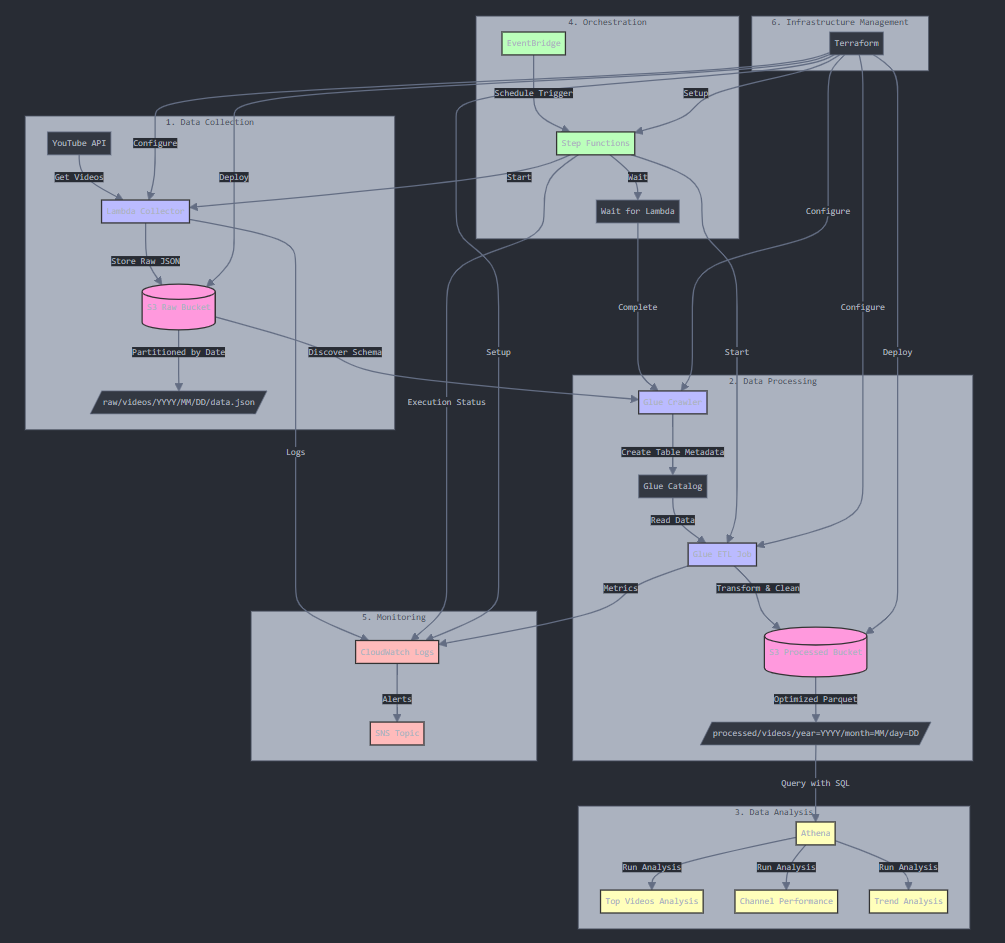 4. Orchestration
6. Infrastructure Management
EventBridge
Terraform
Schedule Trigger
Setup
1. Data Collection
YouTube API
Configure
Step Functions
Get Videos
Deploy
Start
Wait
Lambda Collector
Wait for Lambda
Configure
Store Raw JSON
S3 Raw Bucket
Complete
Configure
Partitioned by Date
Discover Schema
Setup
Start
Deploy
2. Data Processing
raw/videos/YYYY/MM/DD/data.json
Execution Status
Glue Crawler
Logs
Create Table Metadata
Glue Catalog
Read Data
Glue ETL Job
Metrics
Transform & Clean
5. Monitoring
CloudWatch Logs
S3 Processed Bucket
Alerts
Optimized Parquet
SNS Topic
processed/videos/year=YYYY/month=MM/day=DD
Query with SQL
3. Data Analysis
Athena
Run Analysis
Run Analysis
Run Analysis
Top Videos Analysis
Channel Performance
Trend Analysis